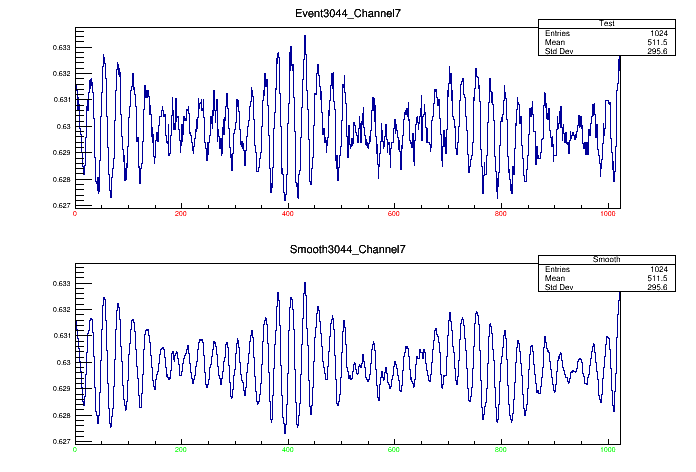 Event3044_Channel7
Test
Entries 1024
Mean 511.5
Std Dev 295.6
0.633
0.632
0.631
0.63
0.629
0.628
0.627
0 200 400 600 800 1000
Smooth3044_Channel7
Smooth
Entries 1024
Mean 511.5
Std Dev 295.6
0.633
0.632
0.631
0.63
0.629
0.628
0.627
0 200 400 600 800 1000